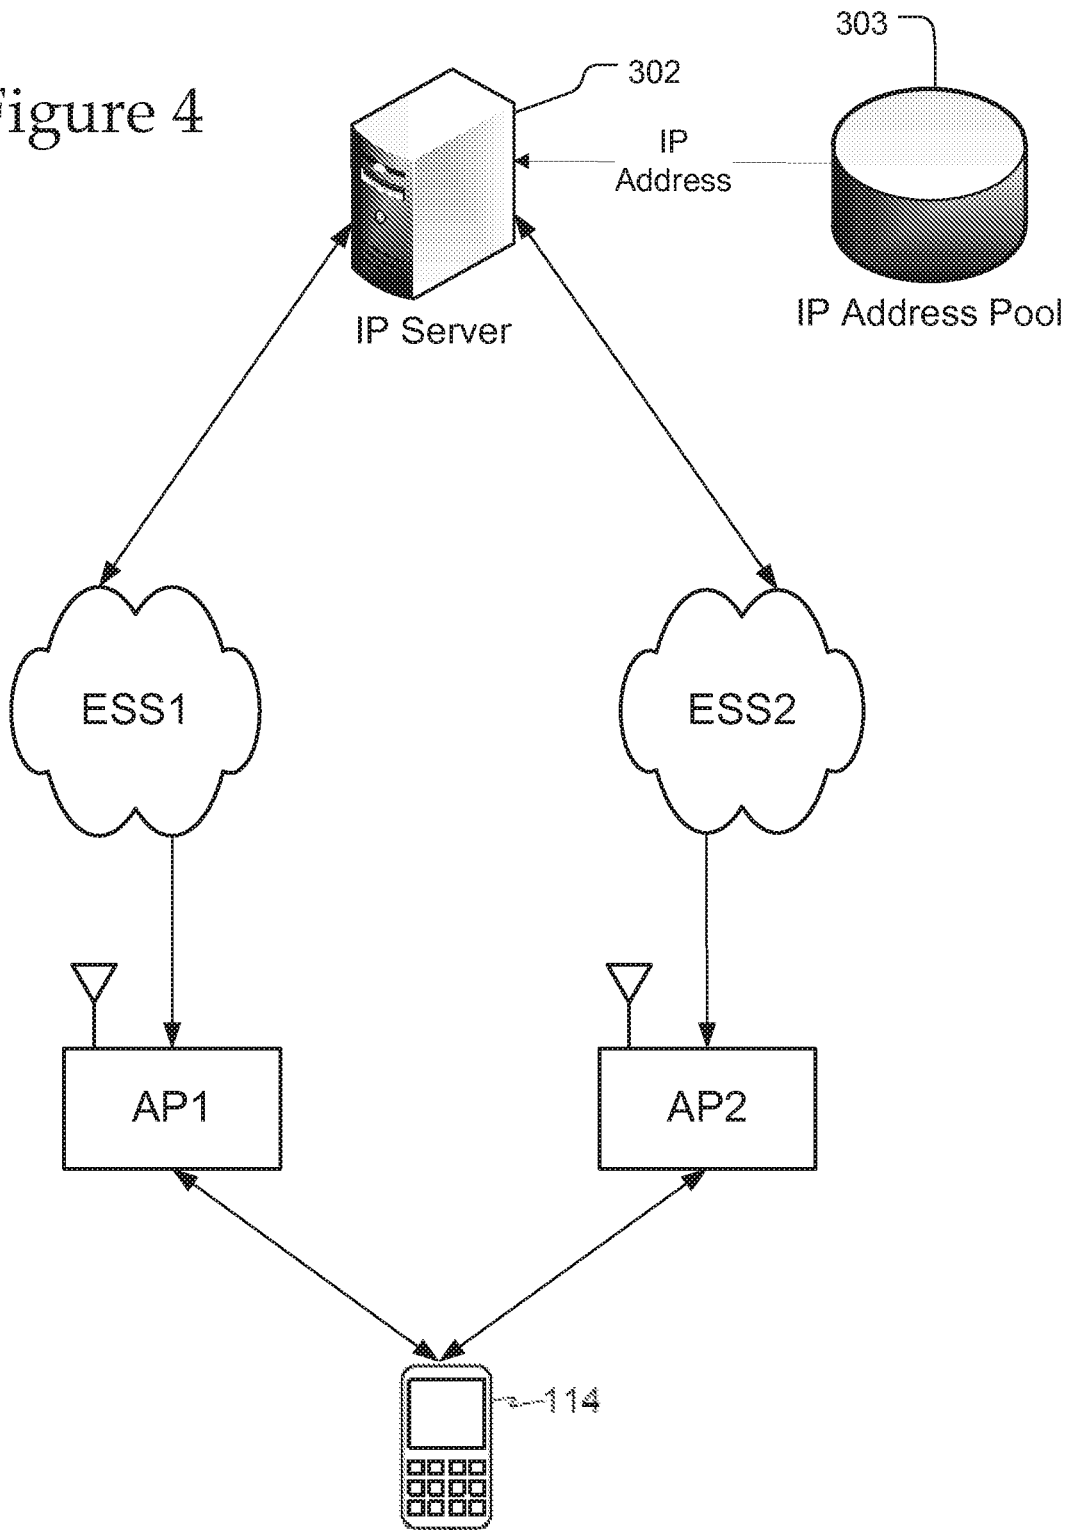 303
302
Figure 4
IP
Address
IP Address Pool
IP Server
ESS1
ESS2
AP1
AP2
114